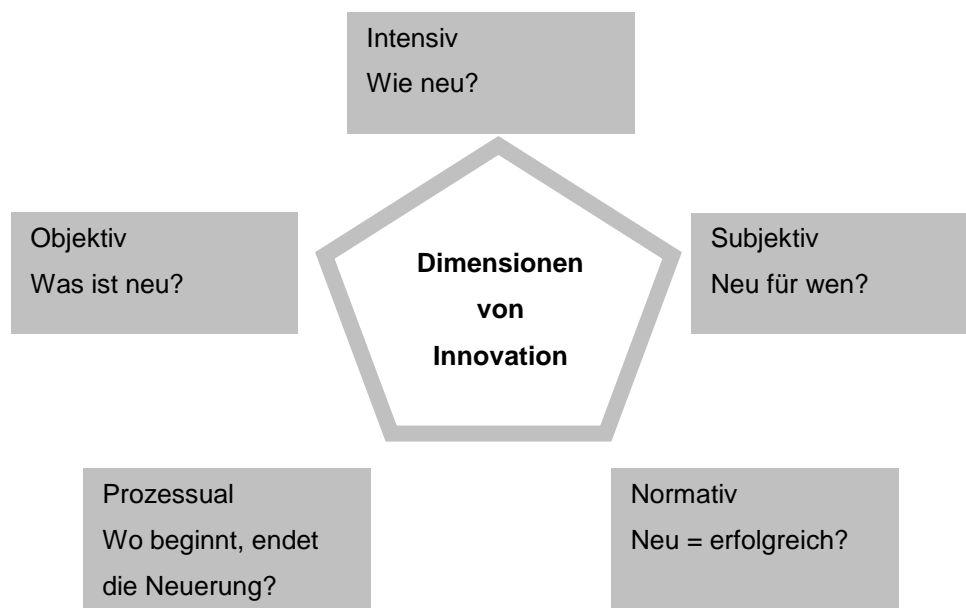 Intensiv
Wie neu?
Objektiv
Was ist neu?
Dimensionen
von
Innovation
Subjektiv
Neu für wen?
Prozessual
Wo beginnt, endet
die Neuerung?
Normativ
Neu = erfolgreich?